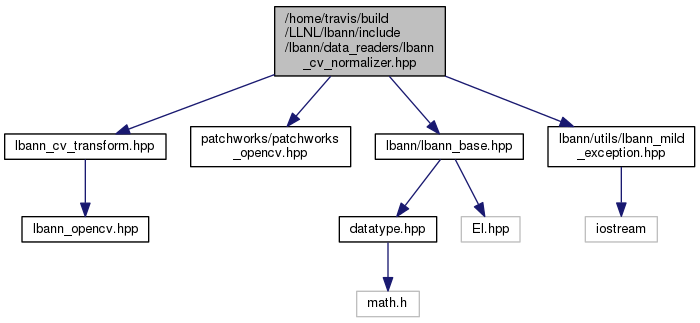 /home/travis/build
/LLNL/lbann/include
/lbann/data_readers/lbann
_cv_normalizer.hpp
lbann_cv_transform.hpp
patchworks/patchworks
_opencv.hpp
lbann/lbann_base.hpp
lbann/utils/lbann_mild
_exception.hpp
lbann_opencv.hpp
datatype.hpp
El.hpp
iostream
math.h